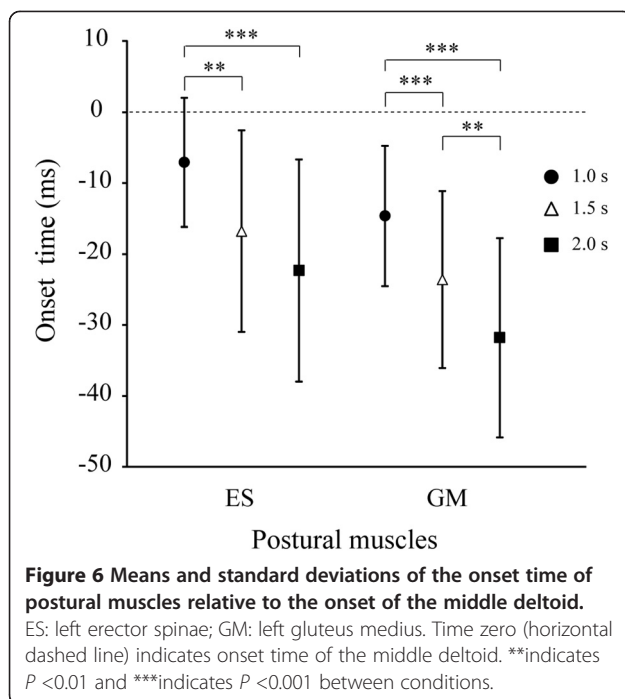 10
***
***
**
***
0
**
-10
● 1.0 s
△ 1.5 s
-20
■ 2.0 s
Onset time (ms)
-30
-40
-50
ES GM
Postural muscles
Figure 6 Means and standard deviations of the onset time of
postural muscles relative to the onset of the middle deltoid.
ES: left erector spinae; GM: left gluteus medius. Time zero (horizontal
dashed line) indicates onset time of the middle deltoid. **indicates
P <0.01 and ***indicates P <0.001 between conditions.